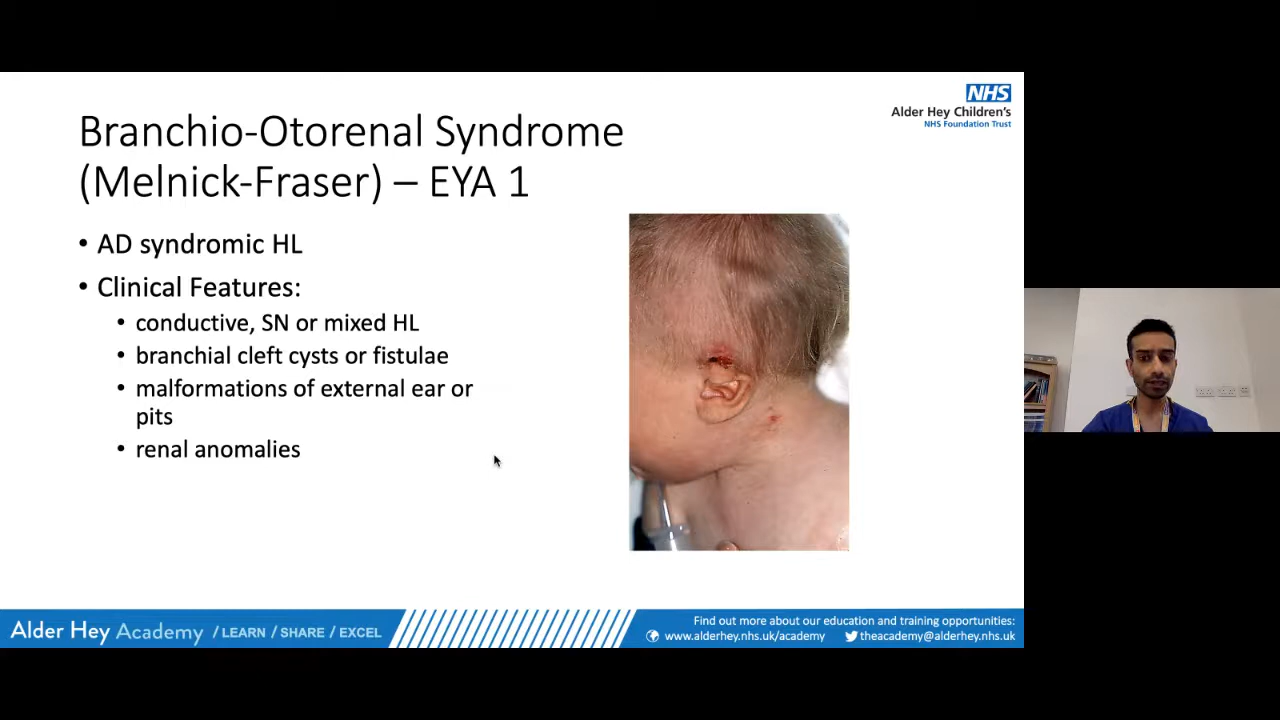 NHS
Alder Hey Children's
NHS Foundation Trust
Branchio-Otorenal Syndrome
(Melnick-Fraser) – EYA 1
• AD syndromic HL
• Clinical Features:
• conductive, SN or mixed HL
• branchial cleft cysts or fistulae
• malformations of external ear or
pits
• renal anomalies
Alder Hey Academy / LEARN / SHARE / EXCEL
Find out more about our education and training opportunities:
www.alderhey.nhs.uk/academy theacademy@alderhey.nhs.uk